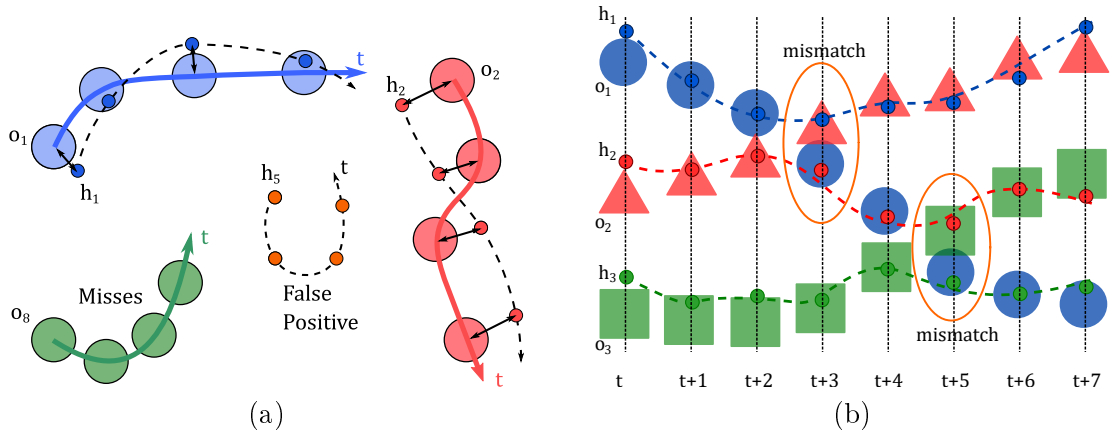 t
o1
h1
h2
o2
h5
t
t
Misses
False
Positive
o8
t
(a)
h1
mismatch
o1
h2
o2
h3
mismatch
o3
t
t+1
t+2
t+3
t+4
t+5
t+6
t+7
(b)